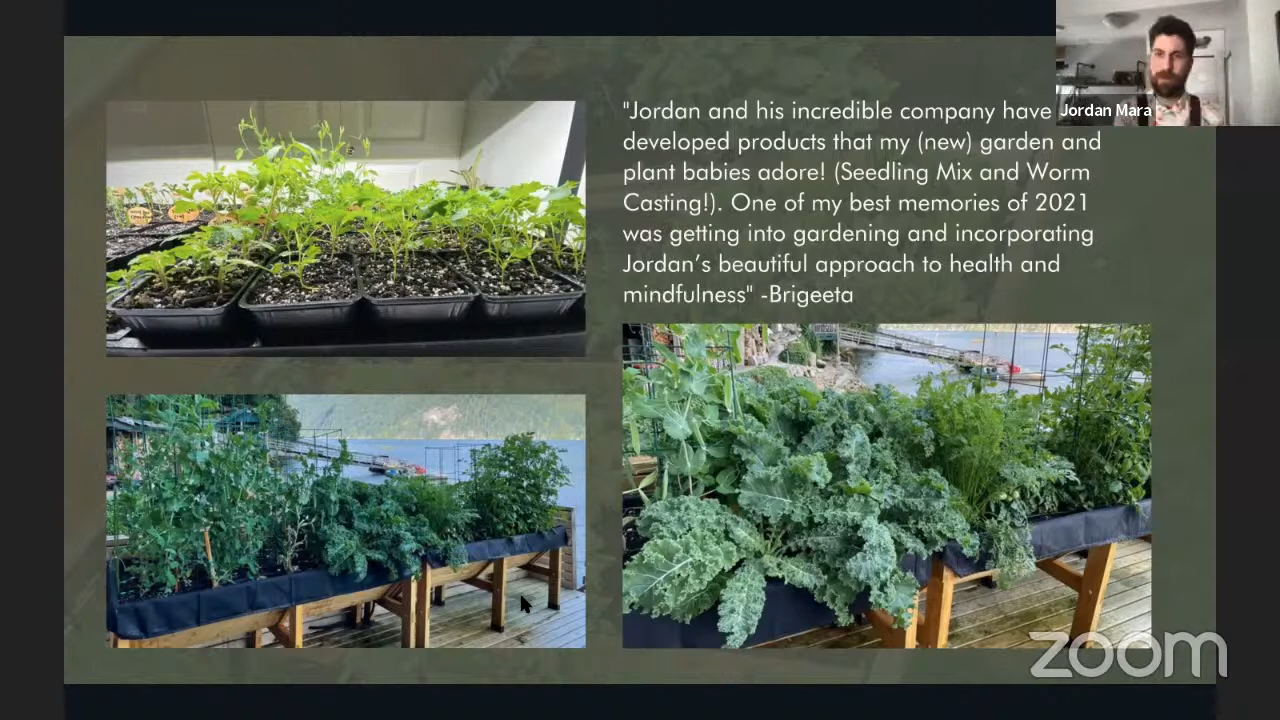 "Jordan and his incredible company have
developed products that my (new) garden and
plant babies adore! (Seedling Mix and Worm
Casting!). One of my best memories of 2021
was getting into gardening and incorporating
Jordan’s beautiful approach to health and
mindfulness" -Brigeeta
Jordan Mara
zoom